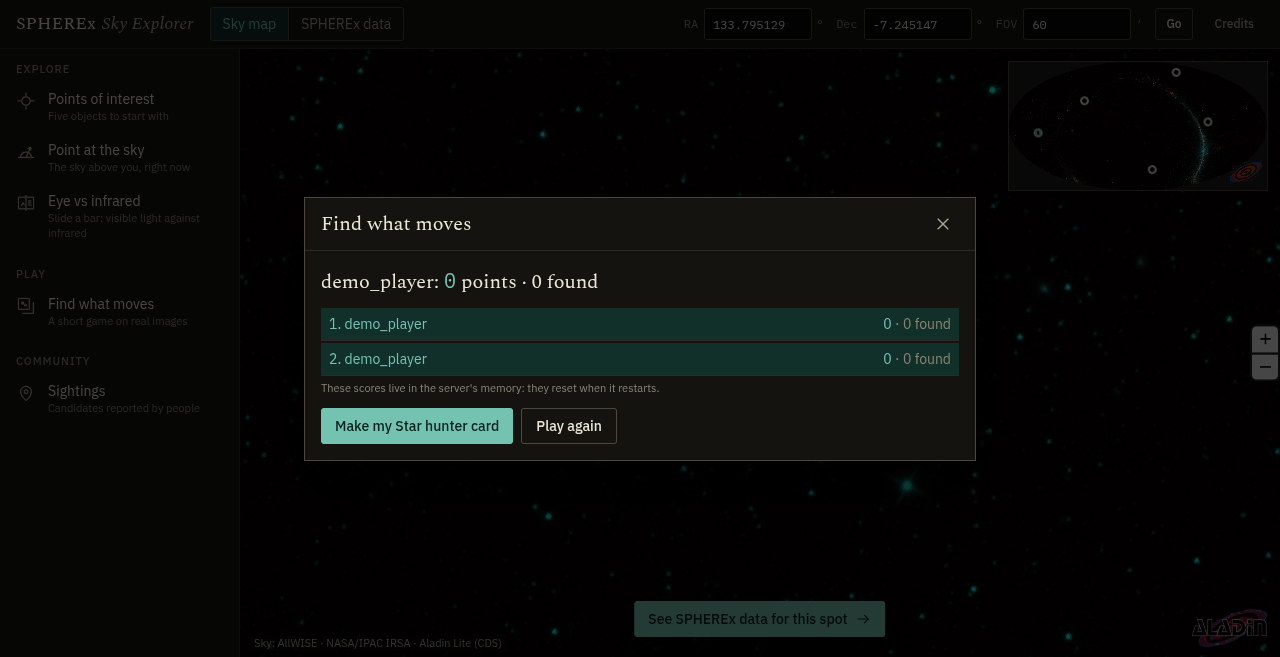 SPHEREx Sky Explorer
Sky map
SPHEREx data
RA 133.795129 °
Dec -7.245147 °
FOV 60 ′
Go
Credits
EXPLORE
Points of interest
Five objects to start with
Point at the sky
The sky above you, right now
Eye vs infrared
Slide a bar: visible light against
infrared
PLAY
Find what moves
A short game on real images
COMMUNITY
Sightings
Candidates reported by people
Find what moves
demo_player: 0 points · 0 found
1. demo_player 0 · 0 found
2. demo_player 0 · 0 found
These scores live in the server's memory: they reset when it restarts.
Make my Star hunter card
Play again
+
−
See SPHEREx data for this spot →
Sky: AllWISE · NASA/IPAC IRSA · Aladin Lite (CDS)
ALADIN